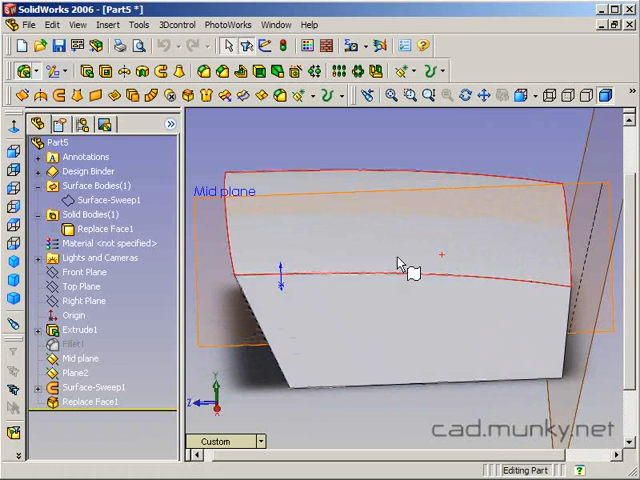 SolidWorks 2006 - [Part5 *]
File Edit View Insert Tools 3Dcontrol PhotoWorks Window Help
Part5
Annotations
Design Binder
Surface Bodies(1)
Surface-Sweep1
Solid Bodies(1)
Replace Face1
Material <not specified>
Lights and Cameras
Front Plane
Top Plane
Right Plane
Origin
Extrude1
Fillet1
Mid plane
Plane2
Surface-Sweep1
Replace Face1
Mid plane
Y
Z
X
Custom
cad.munky.net
Editing Part